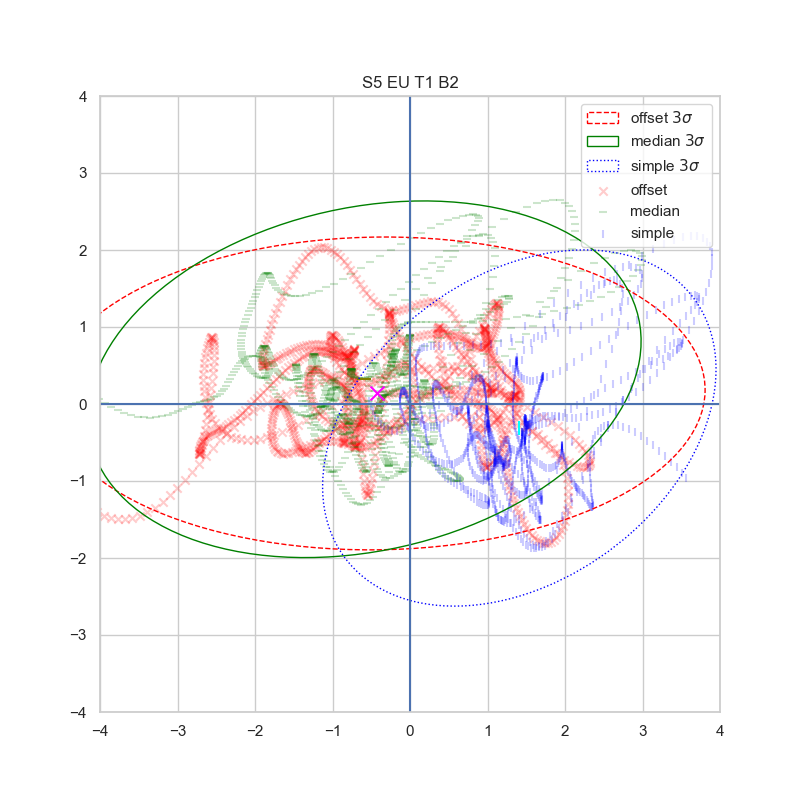 S5 EU T1 B2
offset 3σ
median 3σ
simple 3σ
offset
median
simple
4
3
2
1
0
−1
−2
−3
−4
−4 −3 −2 −1 0 1 2 3 4